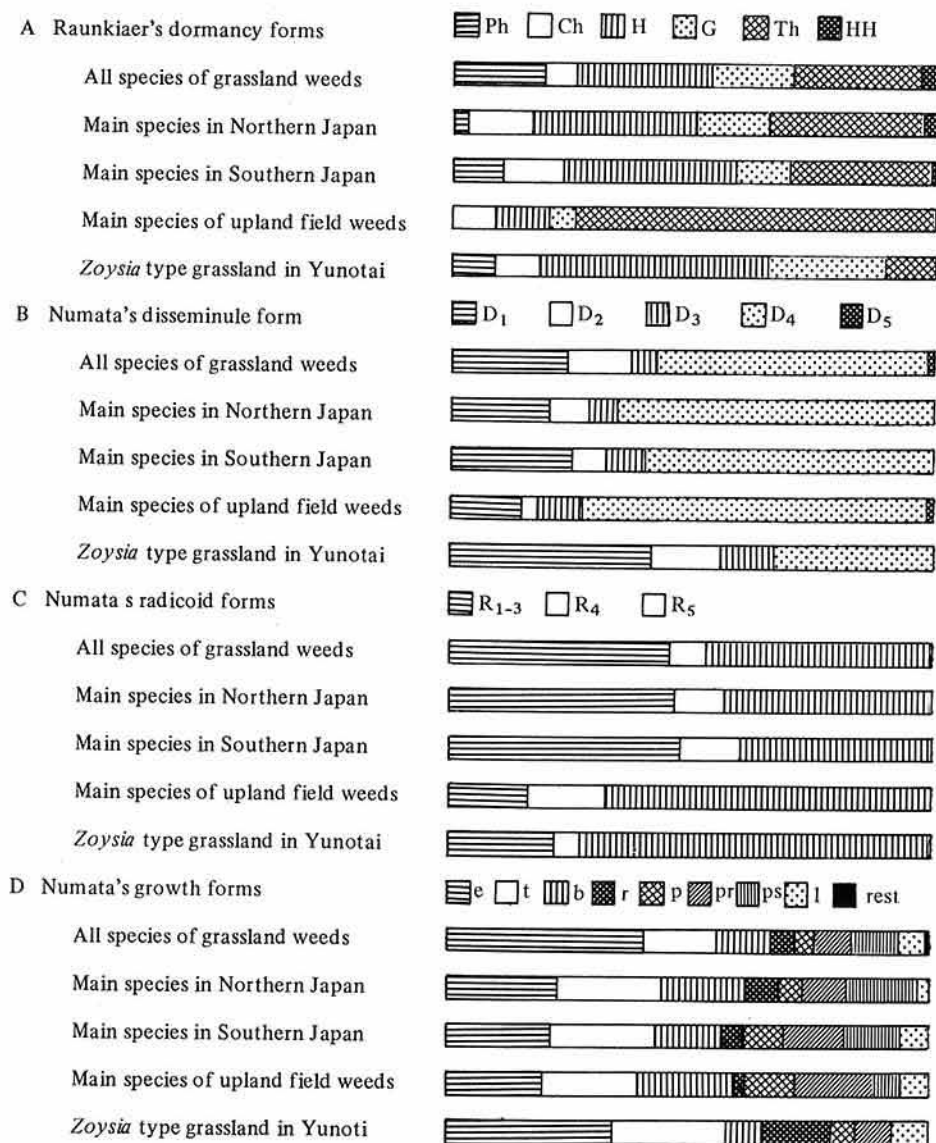 A Raunkiaer's dormancy forms Ph Ch H G Th HH
All species of grassland weeds
Main species in Northern Japan
Main species in Southern Japan
Main species of upland field weeds
Zoysia type grassland in Yunotai
B Numata's disseminule form D₁ D₂ D₃ D₄ D₅
All species of grassland weeds
Main species in Northern Japan
Main species in Southern Japan
Main species of upland field weeds
Zoysia type grassland in Yunotai
C Numata s radicoid forms R₁₋₃ R₄ R₅
All species of grassland weeds
Main species in Northern Japan
Main species in Southern Japan
Main species of upland field weeds
Zoysia type grassland in Yunotai
D Numata's growth forms e t b r p pr ps l rest
All species of grassland weeds
Main species in Northern Japan
Main species in Southern Japan
Main species of upland field weeds
Zoysia type grassland in Yunoti